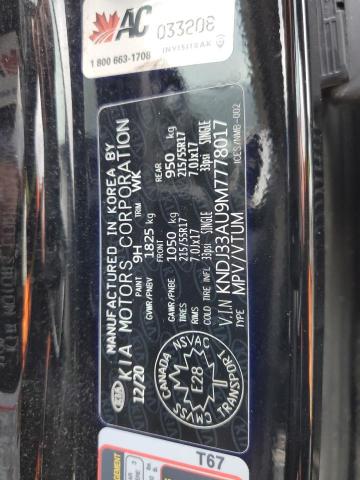 AC 033208
INVISITRAK
1 800 663-1708
MANUFACTURED IN KOREA BY
KIA MOTORS CORPORATION
KIA
12/20 PAINT 9H TRIM WK
GVWR/PNBV 1825 kg
FRONT REAR
GAWR/PNBE 1050 kg 950 kg
TIRES 215/55R17 215/55R17
RIMS 7.0Jx17 7.0Jx17
COLD TIRE INFL. 33psi SINGLE 33psi SINGLE
V.I.N KNDJ33AU9M7778017
TYPE MPV/VTUM ICES/NMB-002
CANADA
CMVSS NSVAC
E28
TRANSPORT
T67